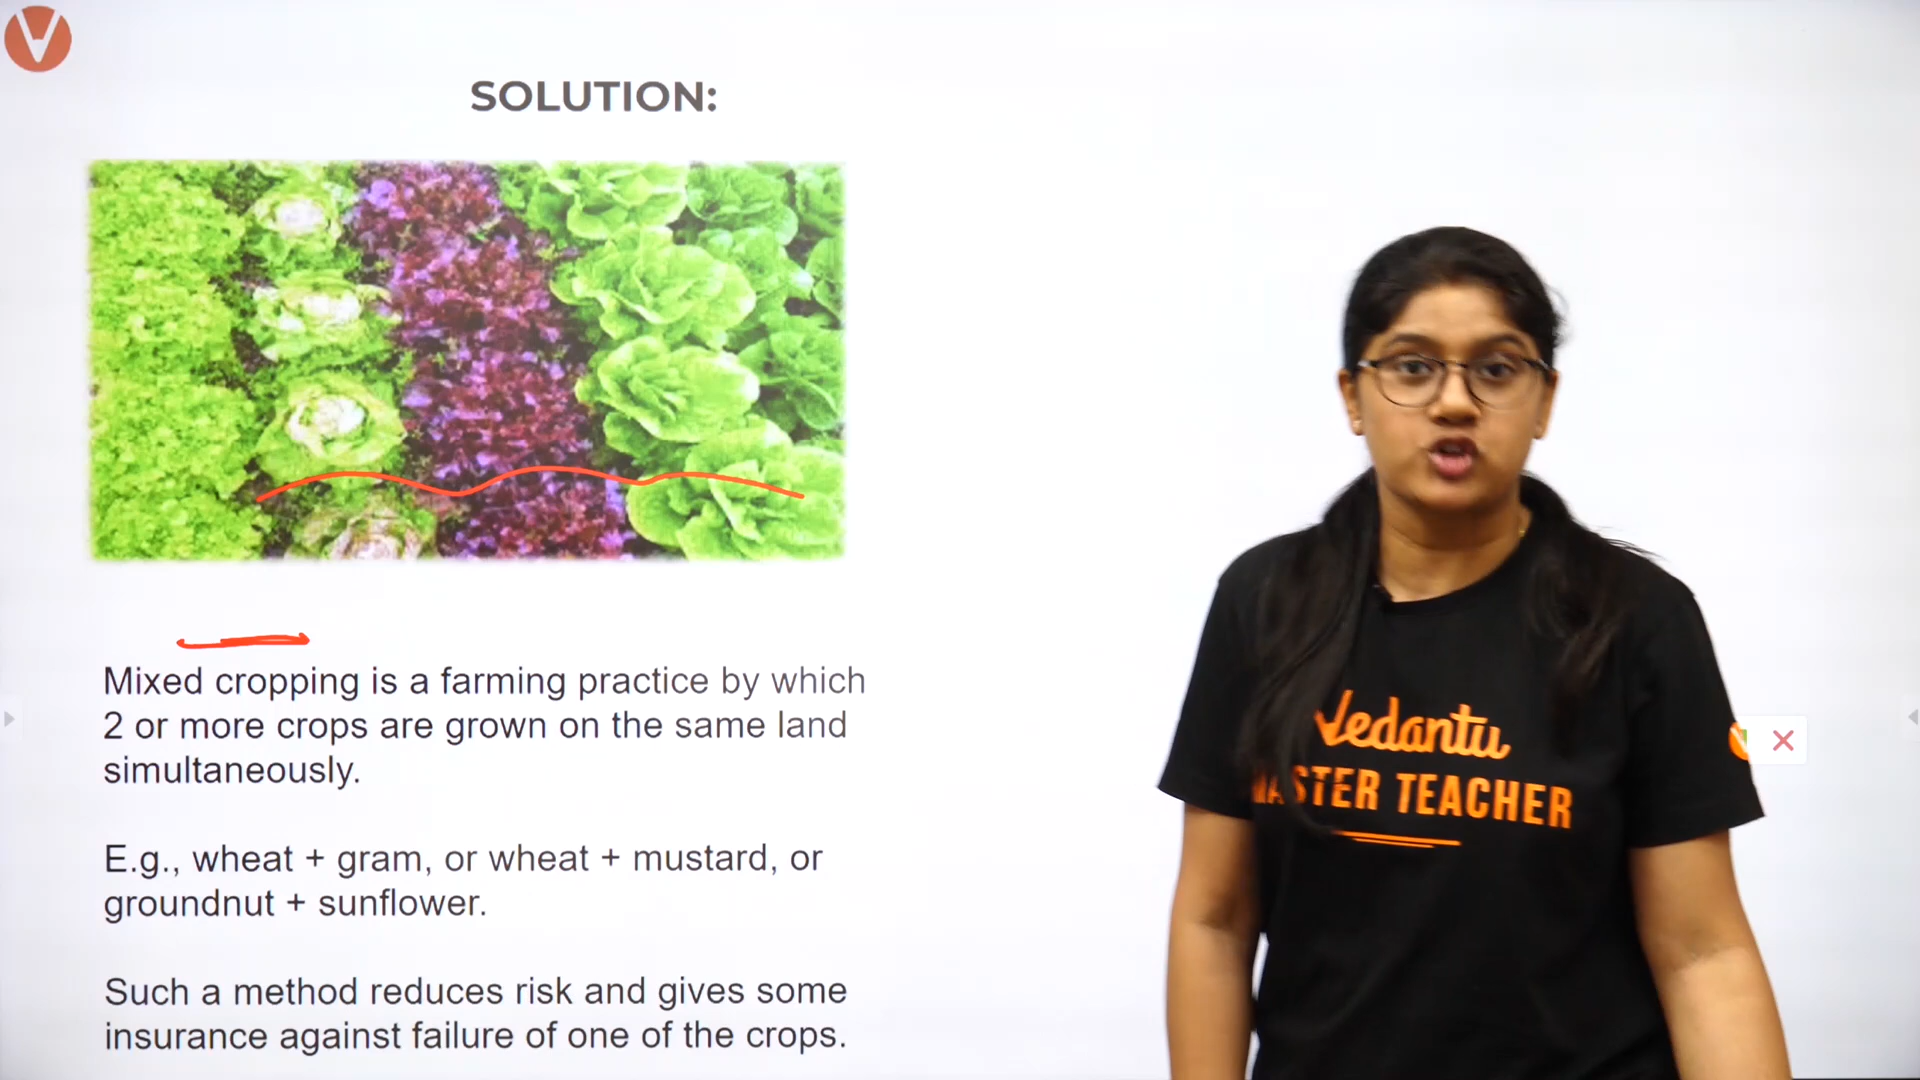 SOLUTION:
Mixed cropping is a farming practice by which
2 or more crops are grown on the same land
simultaneously.
E.g., wheat + gram, or wheat + mustard, or
groundnut + sunflower.
Such a method reduces risk and gives some
insurance against failure of one of the crops.
Vedantu
MASTER TEACHER